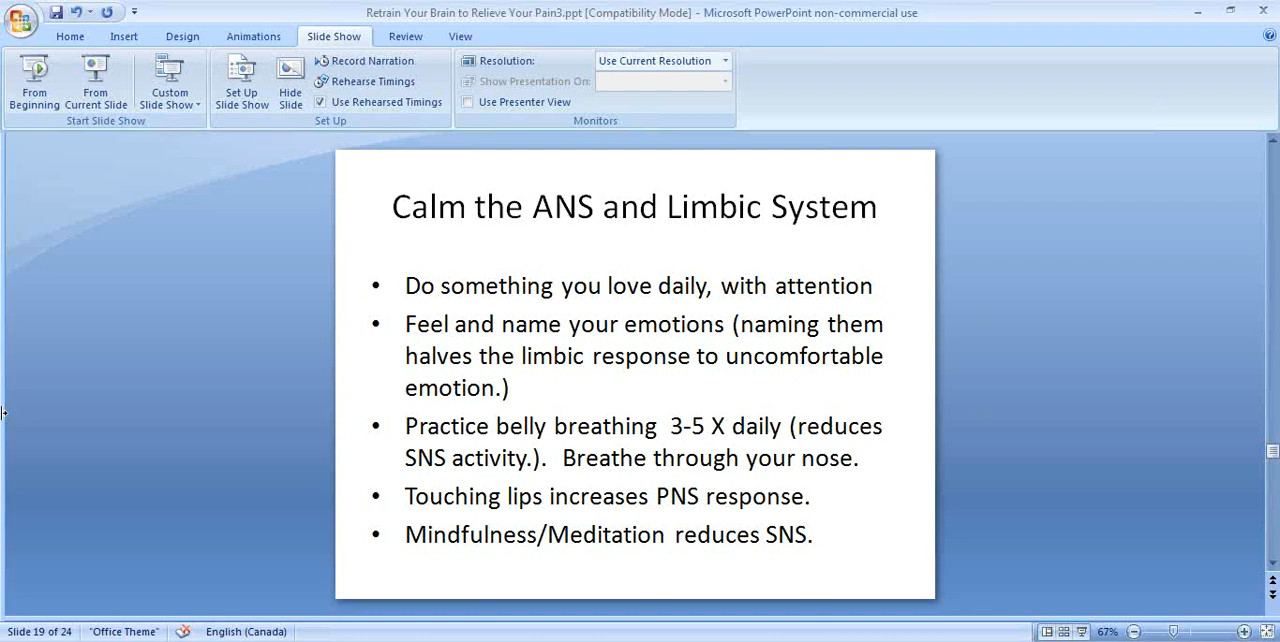 Retrain Your Brain to Relieve Your Pain3.ppt [Compatibility Mode] - Microsoft PowerPoint non-commercial use
Home Insert Design Animations Slide Show Review View
From Beginning
From Current Slide
Custom Slide Show
Start Slide Show
Set Up Slide Show
Hide Slide
Record Narration
Rehearse Timings
Use Rehearsed Timings
Set Up
Resolution: Use Current Resolution
Show Presentation On:
Use Presenter View
Monitors
Calm the ANS and Limbic System
• Do something you love daily, with attention
• Feel and name your emotions (naming them
halves the limbic response to uncomfortable
emotion.)
• Practice belly breathing 3-5 X daily (reduces
SNS activity.). Breathe through your nose.
• Touching lips increases PNS response.
• Mindfulness/Meditation reduces SNS.
Slide 19 of 24 "Office Theme" English (Canada) 67%